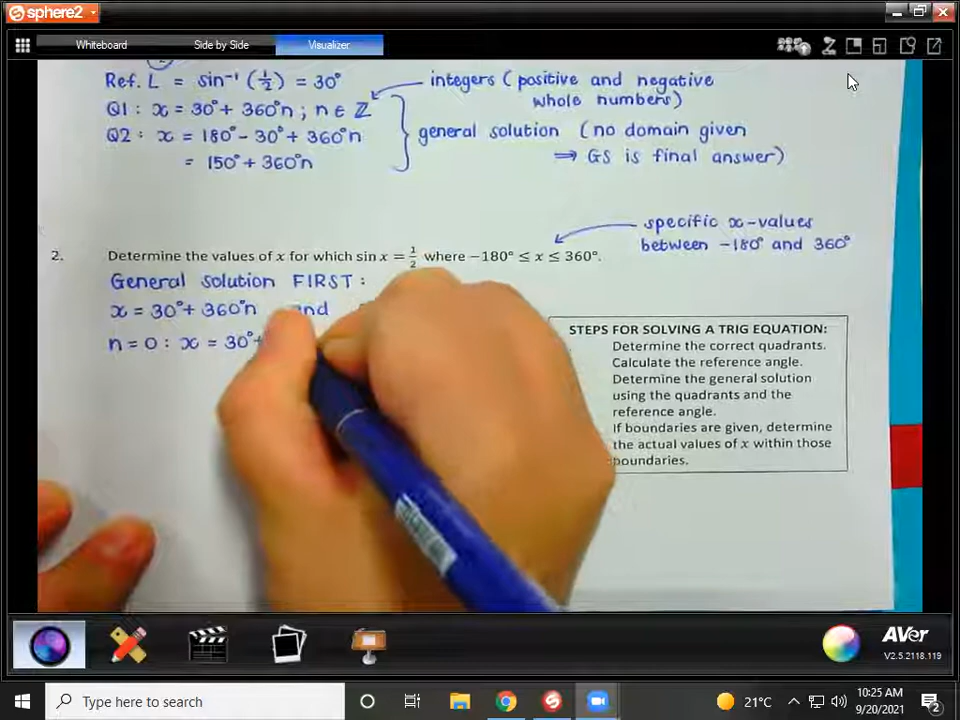 sphere2
Whiteboard
Side by Side
Visualizer
Ref. L = sin⁻¹ (1/2) = 30°
integers (positive and negative
whole numbers)
Q1: x = 30° + 360°n ; n ∈ ℤ
Q2: x = 180° - 30° + 360°n
general solution (no domain given
= 150° + 360°n
⇒ GS is final answer)
specific x-values
between -180° and 360°
2. Determine the values of x for which sin x = 1/2 where −180° ≤ x ≤ 360°.
General solution FIRST:
x = 30° + 360°n and
n = 0: x = 30° +
STEPS FOR SOLVING A TRIG EQUATION:
Determine the correct quadrants.
Calculate the reference angle.
Determine the general solution
using the quadrants and the
reference angle.
If boundaries are given, determine
the actual values of x within those
boundaries.
AVer
V2.5.2118.119
Type here to search
21°C
10:25 AM
9/20/2021
2